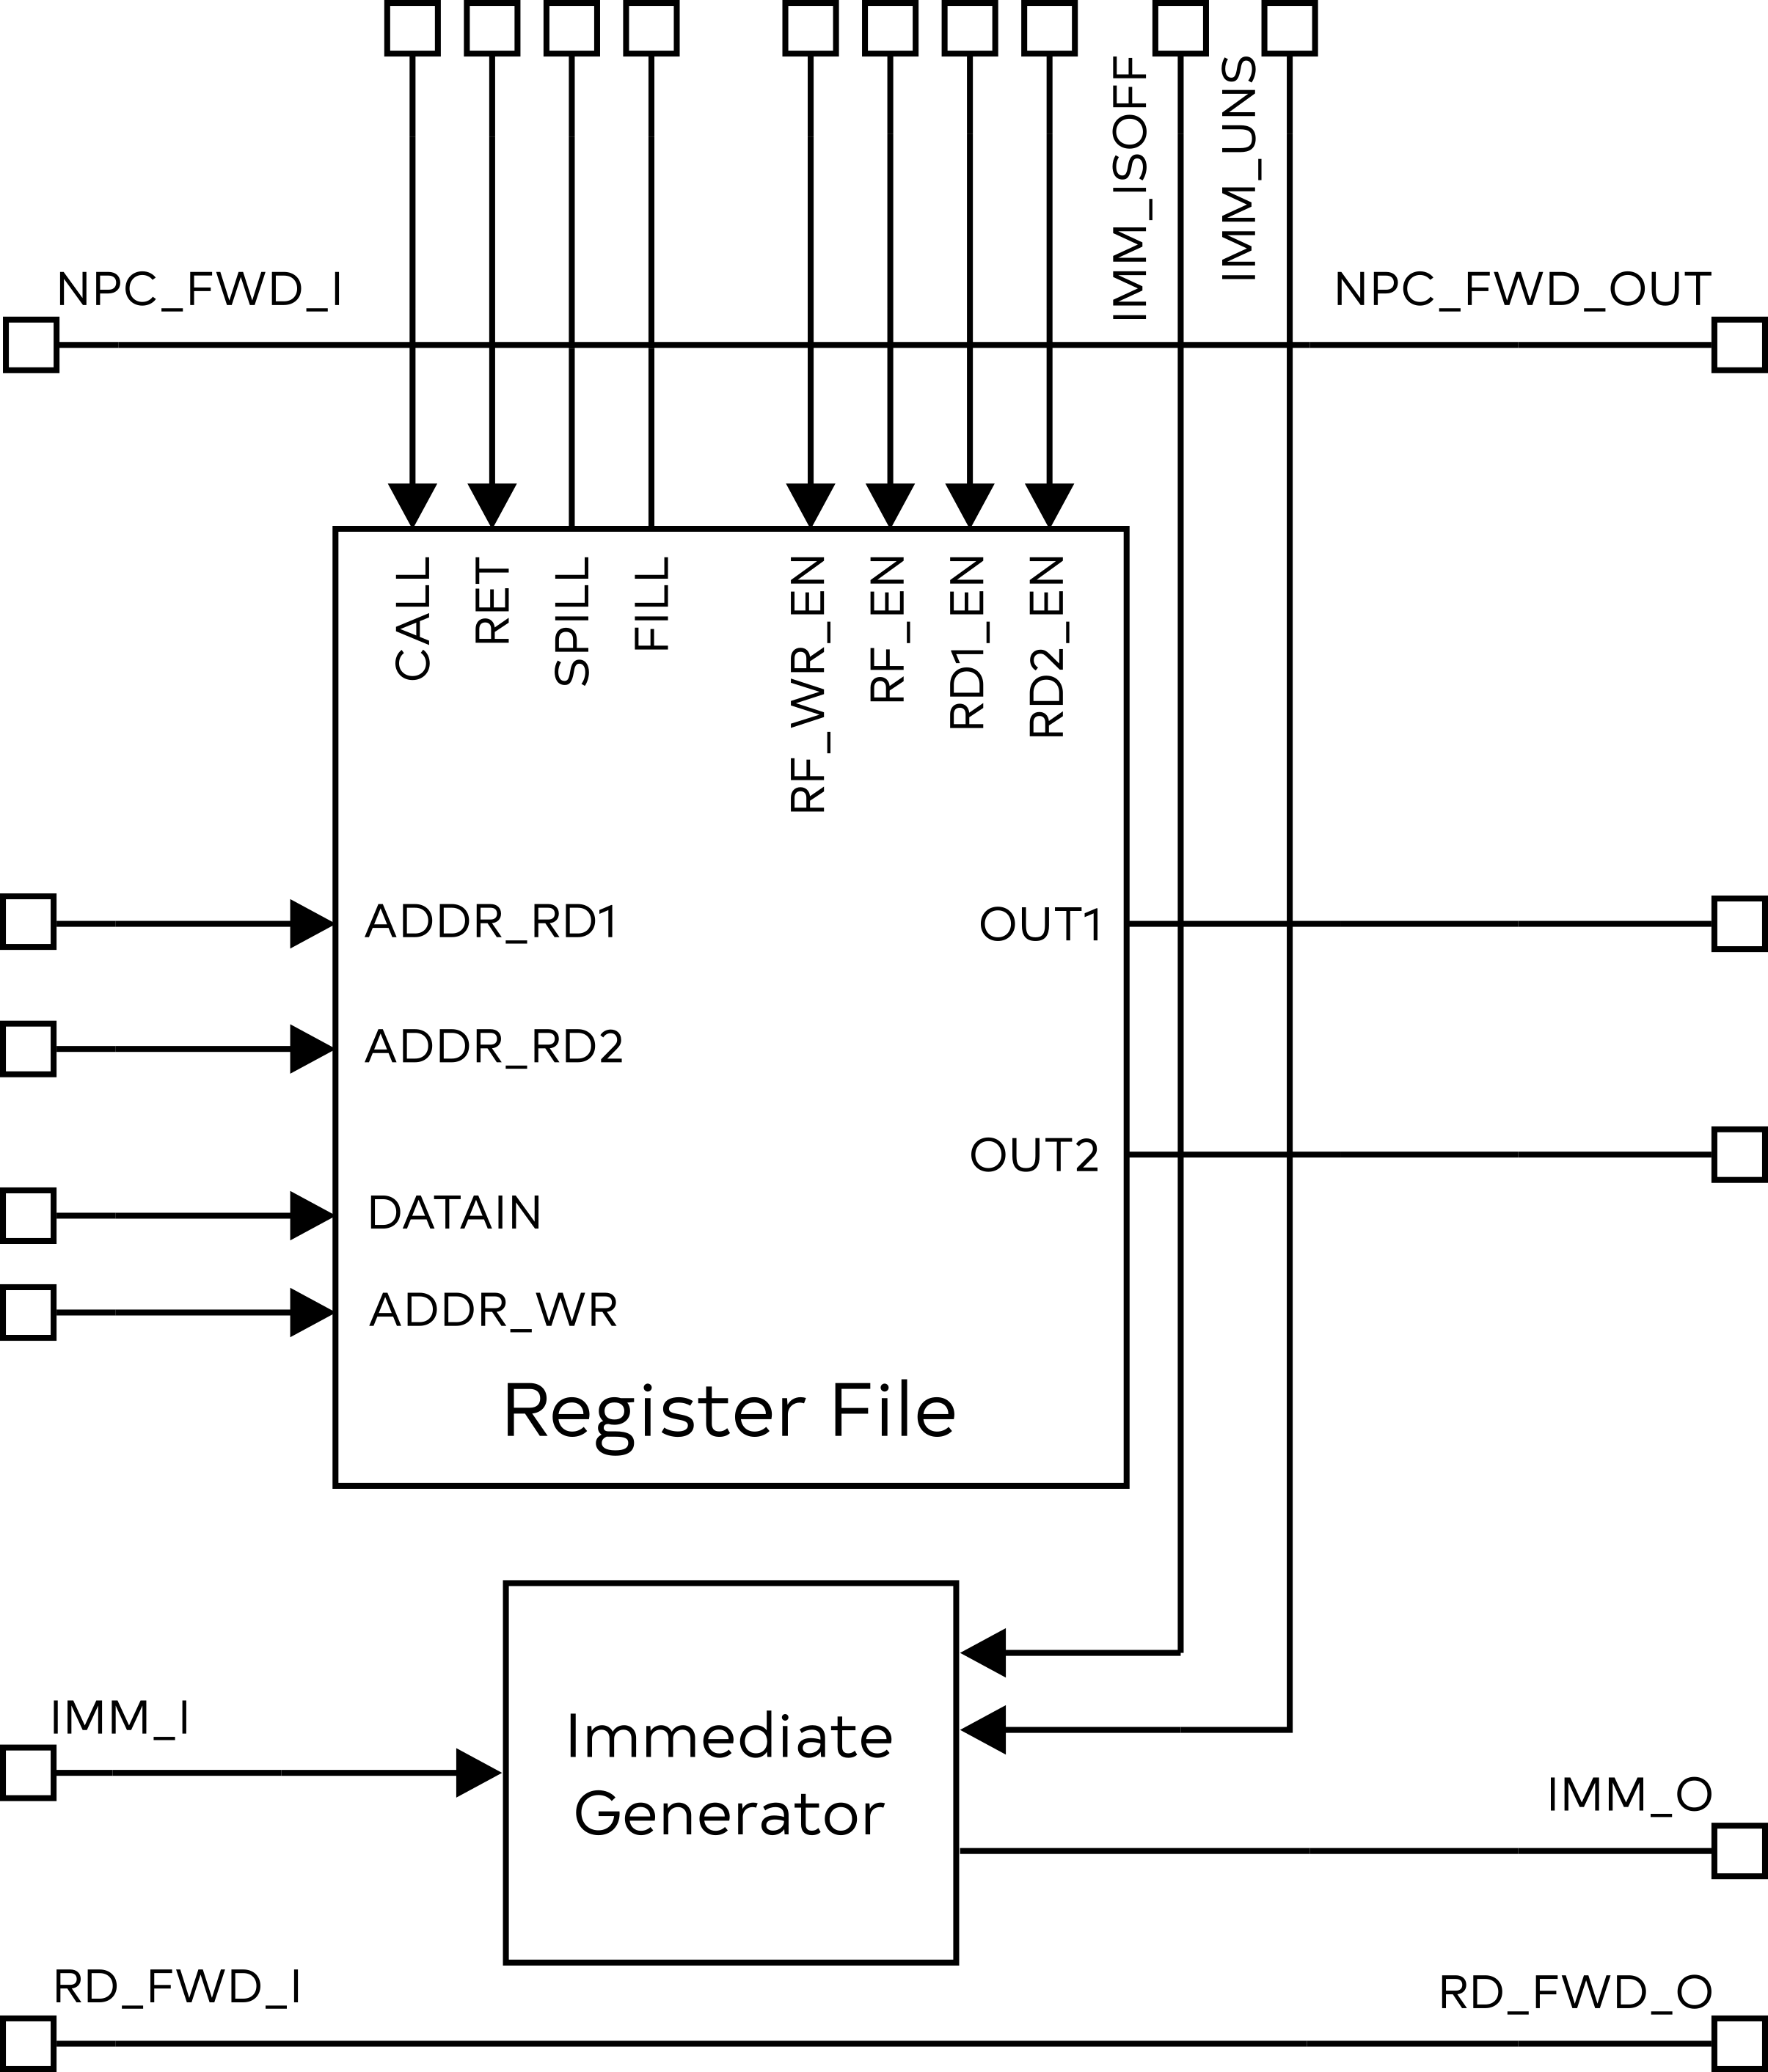 IMM_ISOFF
IMM_UNS
NPC_FWD_I
NPC_FWD_OUT
CALL
RET
SPILL
FILL
RF_WR_EN
RF_EN
RD1_EN
RD2_EN
ADDR_RD1
OUT1
ADDR_RD2
OUT2
DATAIN
ADDR_WR
Register File
IMM_I
Immediate
Generator
IMM_O
RD_FWD_I
RD_FWD_O